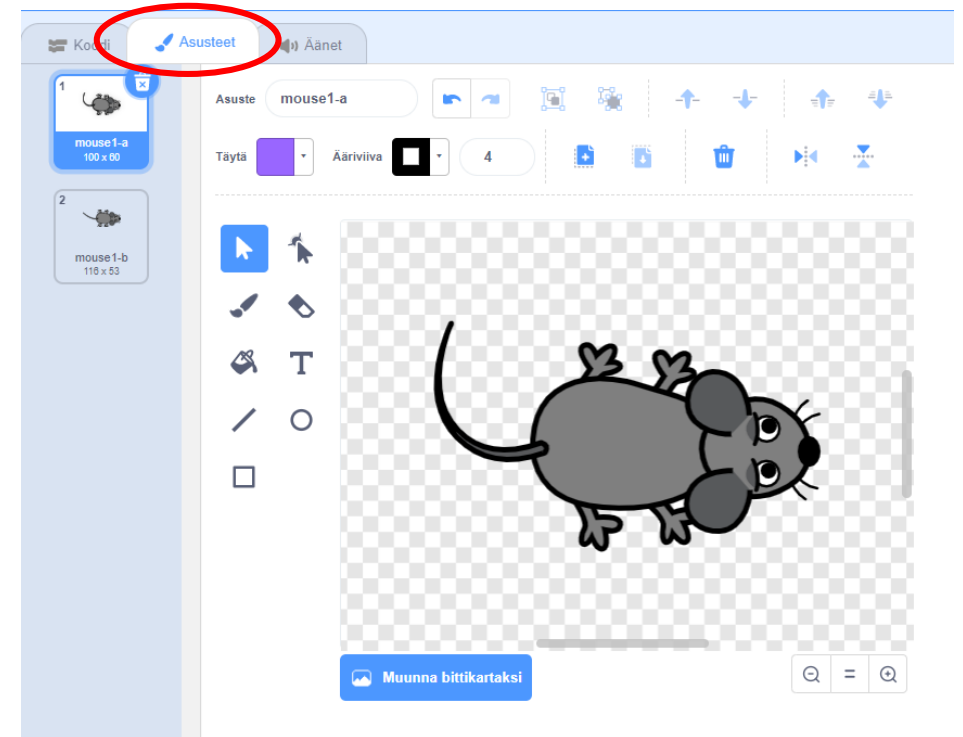 Koodi
Asusteet
Äänet
1
mouse1-a
100 x 60
2
mouse1-b
116 x 53
Asuste
mouse1-a
Täytä
Ääriviiva
4
T
Muunna bittikartaksi
=